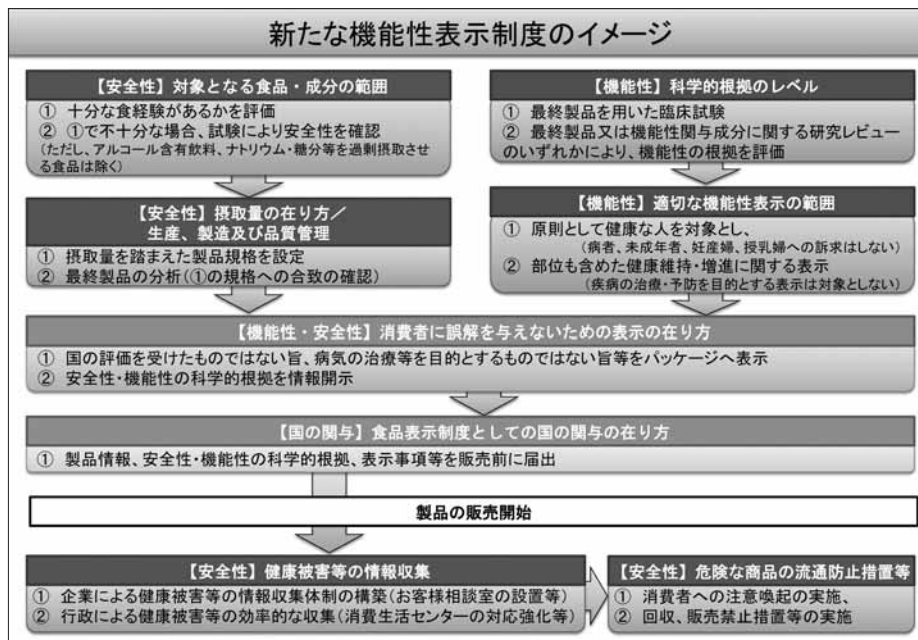 新たな機能性表示制度のイメージ
【安全性】対象となる食品・成分の範囲
① 十分な食経験があるかを評価
② ①で不十分な場合、試験により安全性を確認
(ただし、アルコール含有飲料、ナトリウム・糖分等を過剰摂取させ
る食品は除く)
【安全性】摂取量の在り方/
生産、製造及び品質管理
① 摂取量を踏まえた製品規格を設定
② 最終製品の分析(①の規格への合致の確認)
【機能性】科学的根拠のレベル
① 最終製品を用いた臨床試験
② 最終製品又は機能性関与成分に関する研究レビュー
のいずれかにより、機能性の根拠を評価
【機能性】適切な機能性表示の範囲
① 原則として健康な人を対象とし、
(病者、未成年者、妊産婦、授乳婦への訴求はしない)
② 部位も含めた健康維持・増進に関する表示
(疾病の治療・予防を目的とする表示は対象としない)
【機能性・安全性】消費者に誤解を与えないための表示の在り方
① 国の評価を受けたものではない旨、病気の治療等を目的とするものではない旨等をパッケージへ表示
② 安全性・機能性の科学的根拠を情報開示
【国の関与】食品表示制度としての国の関与の在り方
① 製品情報、安全性・機能性の科学的根拠、表示事項等を販売前に届出
製品の販売開始
【安全性】健康被害等の情報収集
① 企業による健康被害等の情報収集体制の構築(お客様相談室の設置等)
② 行政による健康被害等の効率的な収集(消費生活センターの対応強化等)
【安全性】危険な商品の流通防止措置等
① 消費者への注意喚起の実施、
② 回収、販売禁止措置等の実施